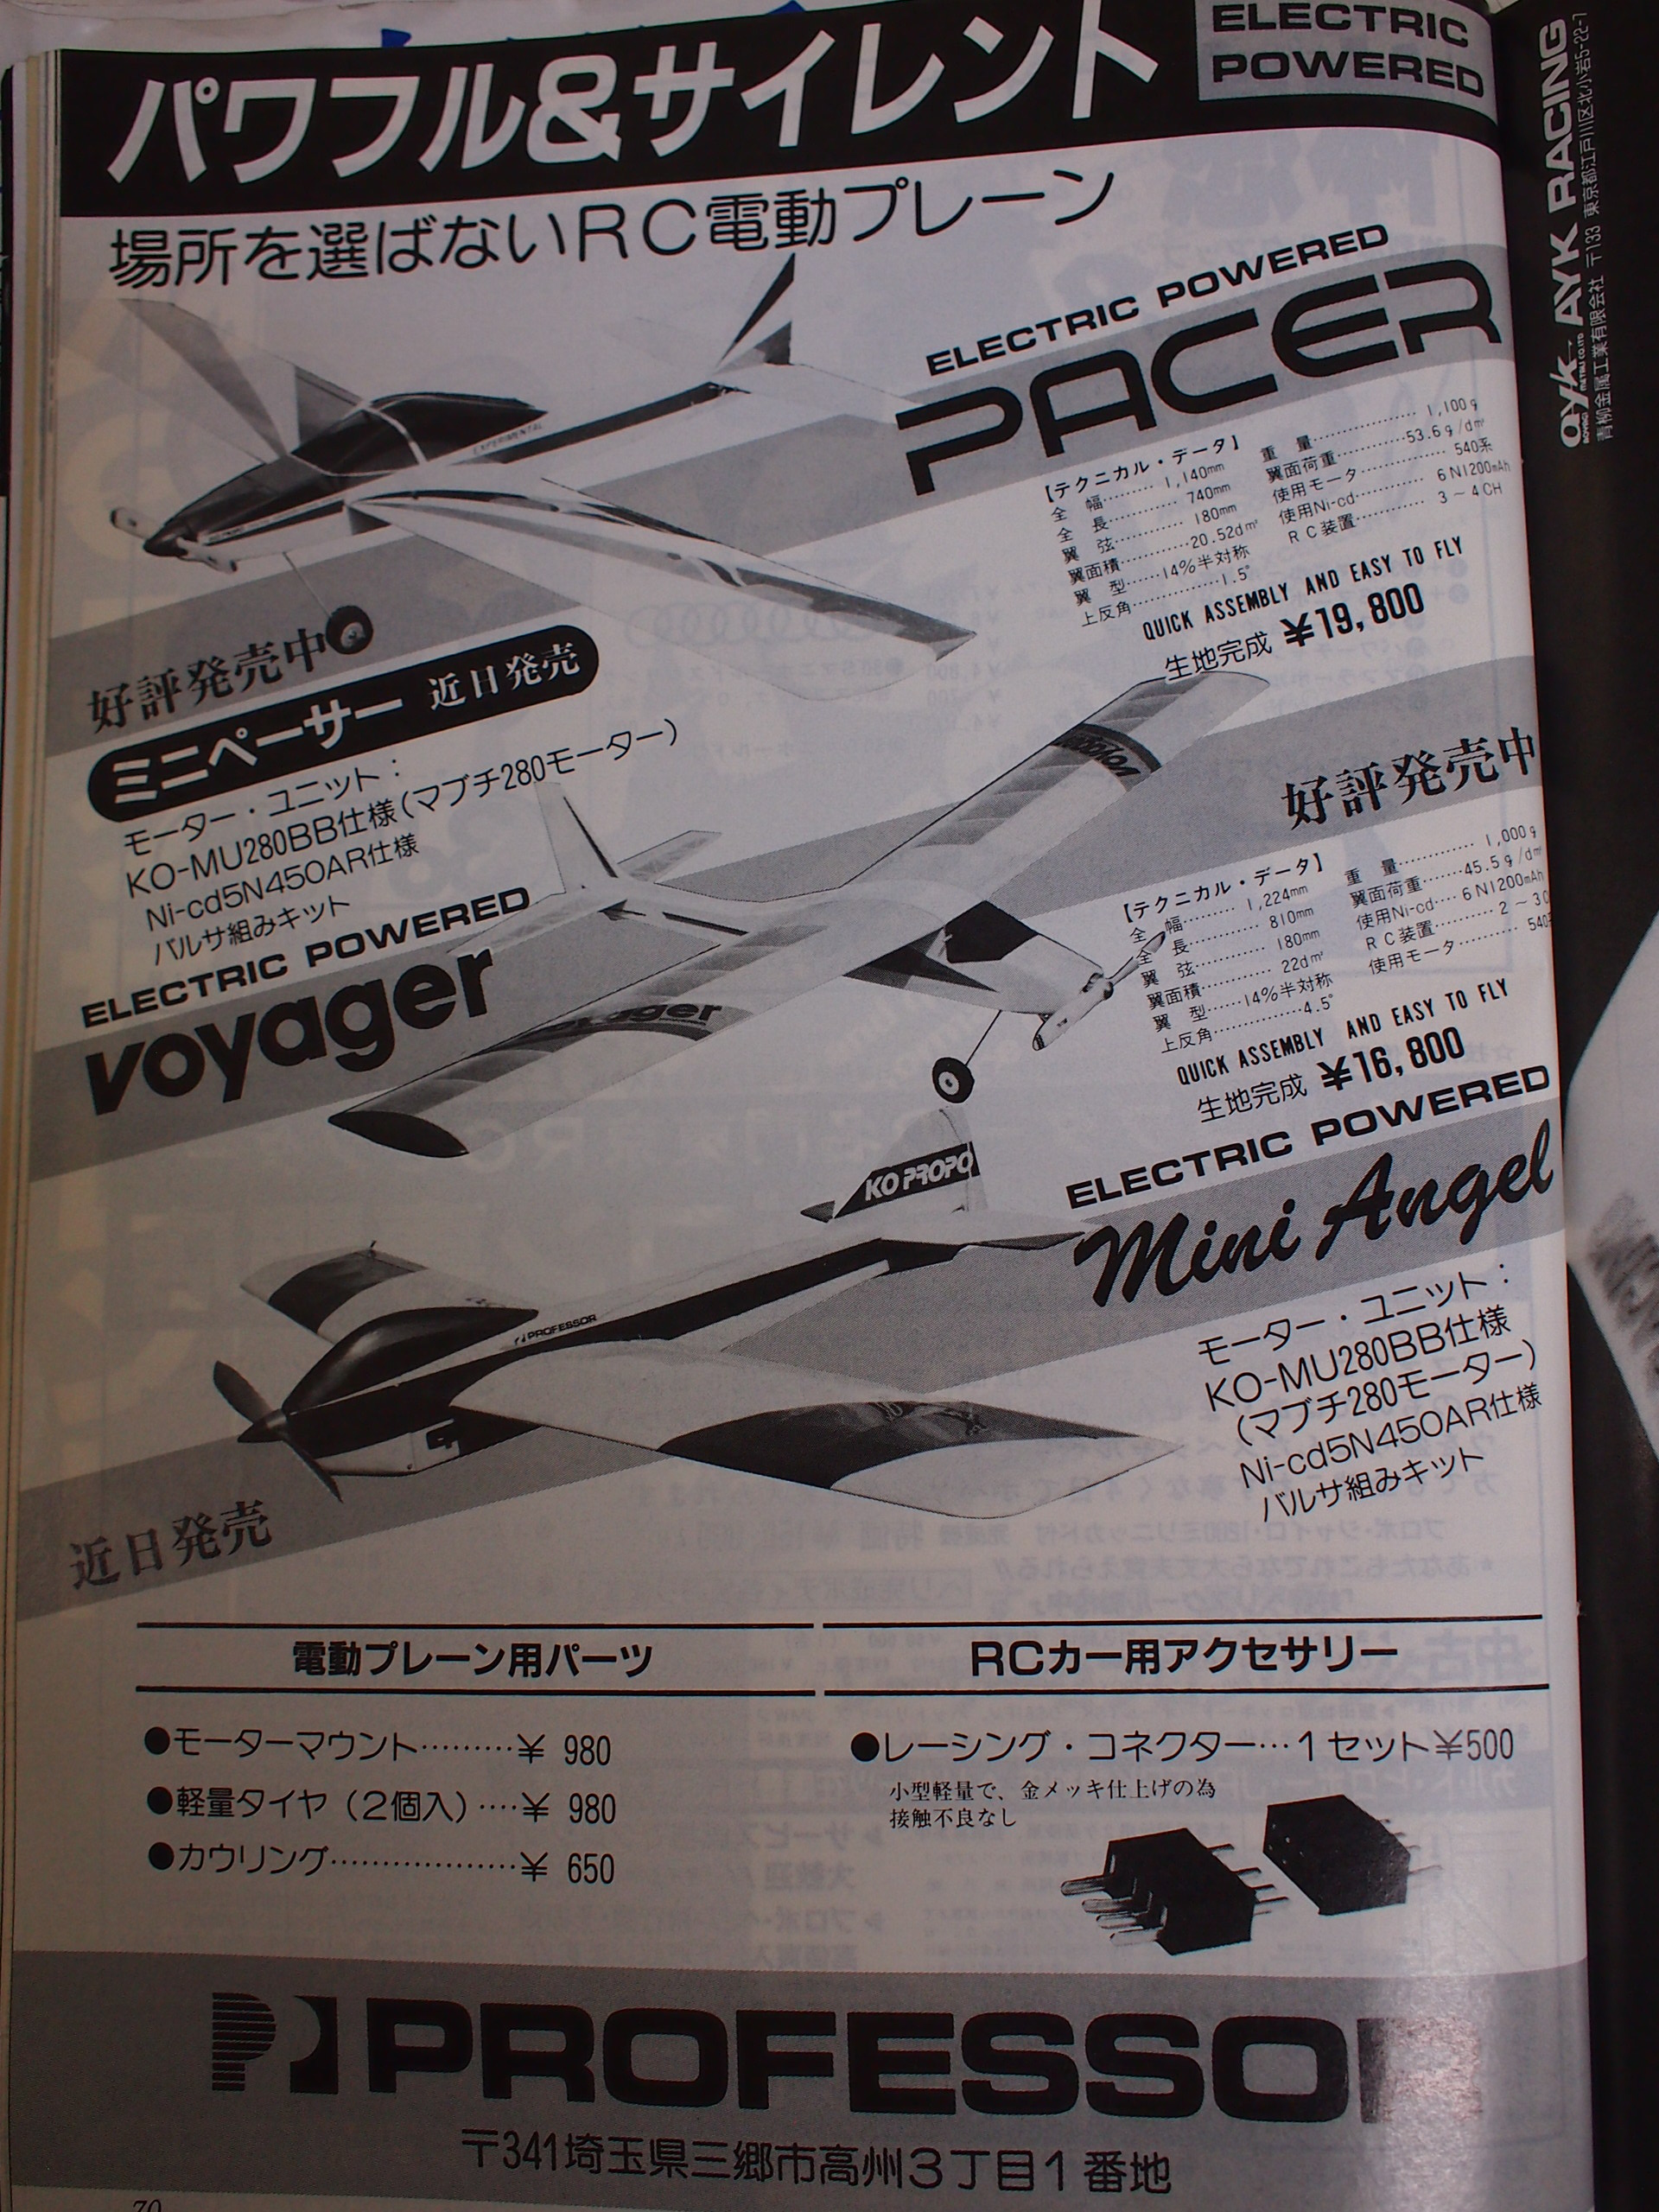 パワフル&サイレント
ELECTRIC
POWERED
場所を選ばないRC電動プレーン
ELECTRIC POWERED
PACER
EXPERIMENTAL
【テクニカル・データ】
全　幅………1,140mm
全　長………740mm
翼　弦………180mm
翼面積………20.52dm²
翼　型……14%半対称
上反角…………1.5°
重　量…………1,100g
翼面荷重………53.6g/dm²
使用モータ…………540系
使用Ni-cd…………6N1200mAh
RC装置…………3～4CH
QUICK ASSEMBLY AND EASY TO FLY
生地完成 ¥19,800
好評発売中
ミニペーサー 近日発売
モーター・ユニット：
KO-MU280BB仕様(マブチ280モーター)
Ni-cd5N450AR仕様
バルサ組みキット
ELECTRIC POWERED
voyager
voyager
voyager
好評発売中
【テクニカル・データ】
全　幅………1,224mm
全　長………810mm
翼　弦………180mm
翼面積………22dm²
翼　型……14%半対称
上反角…………4.5°
重　量…………1,000g
翼面荷重……45.5g/dm²
使用Ni-cd……6N1200mAh
RC装置…………2～3C
使用モータ………540
QUICK ASSEMBLY AND EASY TO FLY
生地完成 ¥16,800
KO PROPO
PROFESSOR
ELECTRIC POWERED
Mini Angel
モーター・ユニット：
KO-MU280BB仕様
(マブチ280モーター)
Ni-cd5N450AR仕様
バルサ組みキット
近日発売
電動プレーン用パーツ
●モーターマウント………¥ 980
●軽量タイヤ(2個入)……¥ 980
●カウリング………………¥ 650
RCカー用アクセサリー
●レーシング・コネクター…1セット¥500
小型軽量で、金メッキ仕上げの為
接触不良なし
PROFESSOR
〒341埼玉県三郷市高州3丁目1番地
70
AYK AYK RACING
青柳金属工業有限会社 〒133 東京都江戸川区北小岩5-22-7